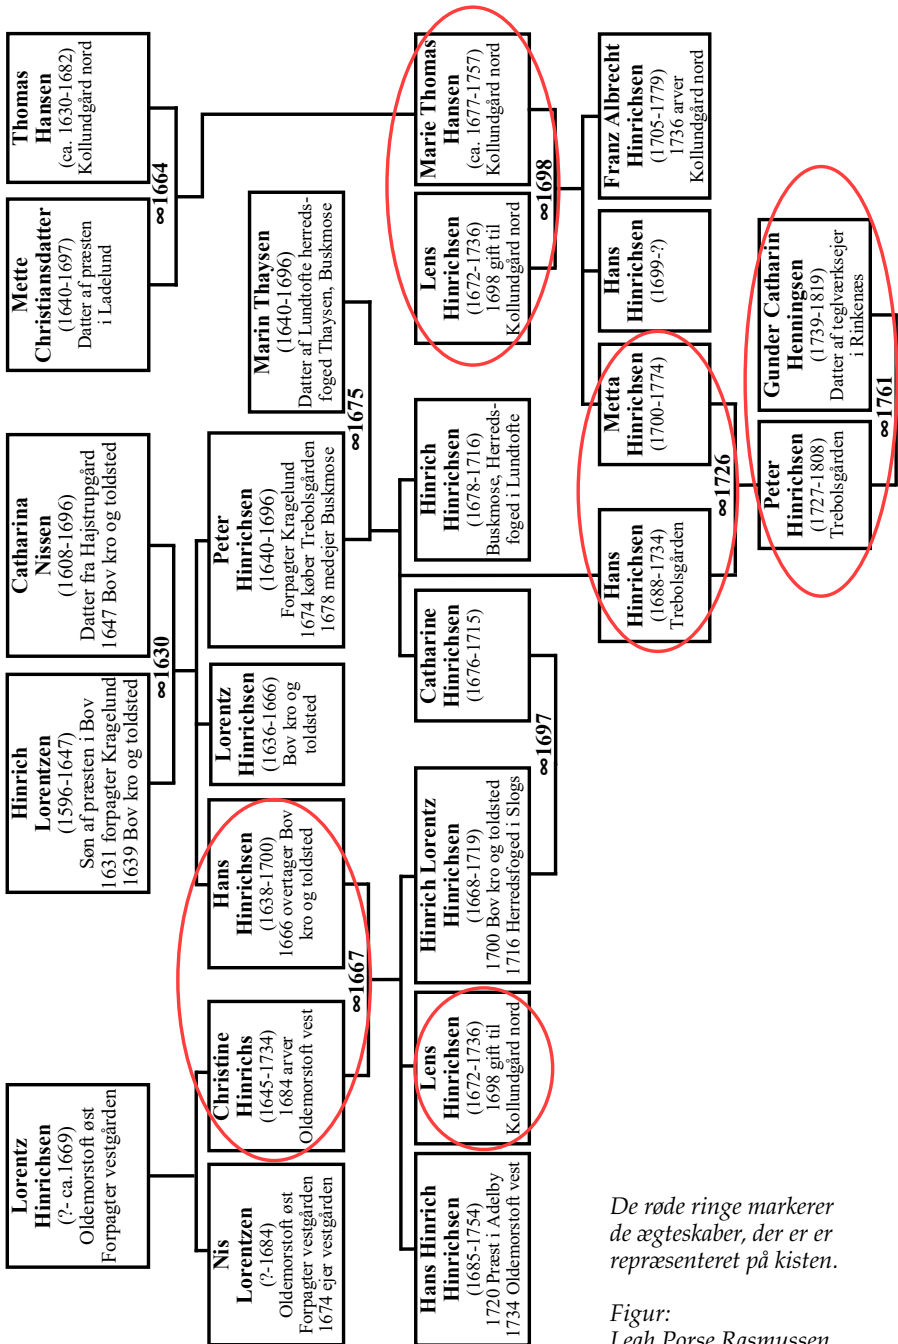 Lorentz
Hinrichsen
(?- ca.1669)
Oldemorstoft øst
Forpagter vestgården
Hinrich
Lorentzen
(1596-1647)
Søn af præsten i Bov
1631 forpagter Kragelund
1639 Bov kro og toldsted
Catharina
Nissen
(1608-1696)
Datter fra Hajstrupgård
1647 Bov kro og toldsted
Mette
Christiansdatter
(1640-1697)
Datter af præsten
i Ladelund
Thomas
Hansen
(ca. 1630-1682)
Kollundgård nord
∞1630
∞1664
Nis
Lorentzen
(?-1684)
Oldemorstoft øst
Forpagter vestgården
1674 ejer vestgården
Christine
Hinrichs
(1645-1734)
1684 arver
Oldemorstoft vest
Hans
Hinrichsen
(1638-1700)
1666 overtager Bov
kro og toldsted
Lorentz
Hinrichsen
(1636-1666)
Bov kro og
toldsted
Peter
Hinrichsen
(1640-1696)
Forpagter Kragelund
1674 køber Trebolsgården
1678 medejer Buskmose
Marin Thaysen
(1640-1696)
Datter af Lundtofte herreds-
foged Thaysen, Buskmose
∞1667
∞1675
Hans Hinrich
Hinrichsen
(1685-1754)
1720 Præst i Adelby
1734 Oldemorstoft vest
Lens
Hinrichsen
(1672-1736)
1698 gift til
Kollundgård nord
Hinrich Lorentz
Hinrichsen
(1668-1719)
1700 Bov kro og toldsted
1716 Herredsfoged i Slogs
Catharine
Hinrichsen
(1676-1715)
Hinrich
Hinrichsen
(1678-1716)
Buskmose, Herreds-
foged i Lundtofte
Lens
Hinrichsen
(1672-1736)
1698 gift til
Kollundgård nord
Marie Thomas
Hansen
(ca. 1677-1757)
Kollundgård nord
∞1697
∞1698
Hans
Hinrichsen
(1688-1734)
Trebolsgården
Metta
Hinrichsen
(1700-1774)
Hans
Hinrichsen
(1699-?)
Franz Albrecht
Hinrichsen
(1705-1779)
1736 arver
Kollundgård nord
∞1726
Peter
Hinrichsen
(1727-1808)
Trebolsgården
Gunder Catharin
Henningsen
(1739-1819)
Datter af teglværksejer
i Rinkenæs
∞1761
De røde ringe markerer
de ægteskaber, der er er
repræsenteret på kisten.
Figur:
Leah Porse Rasmussen